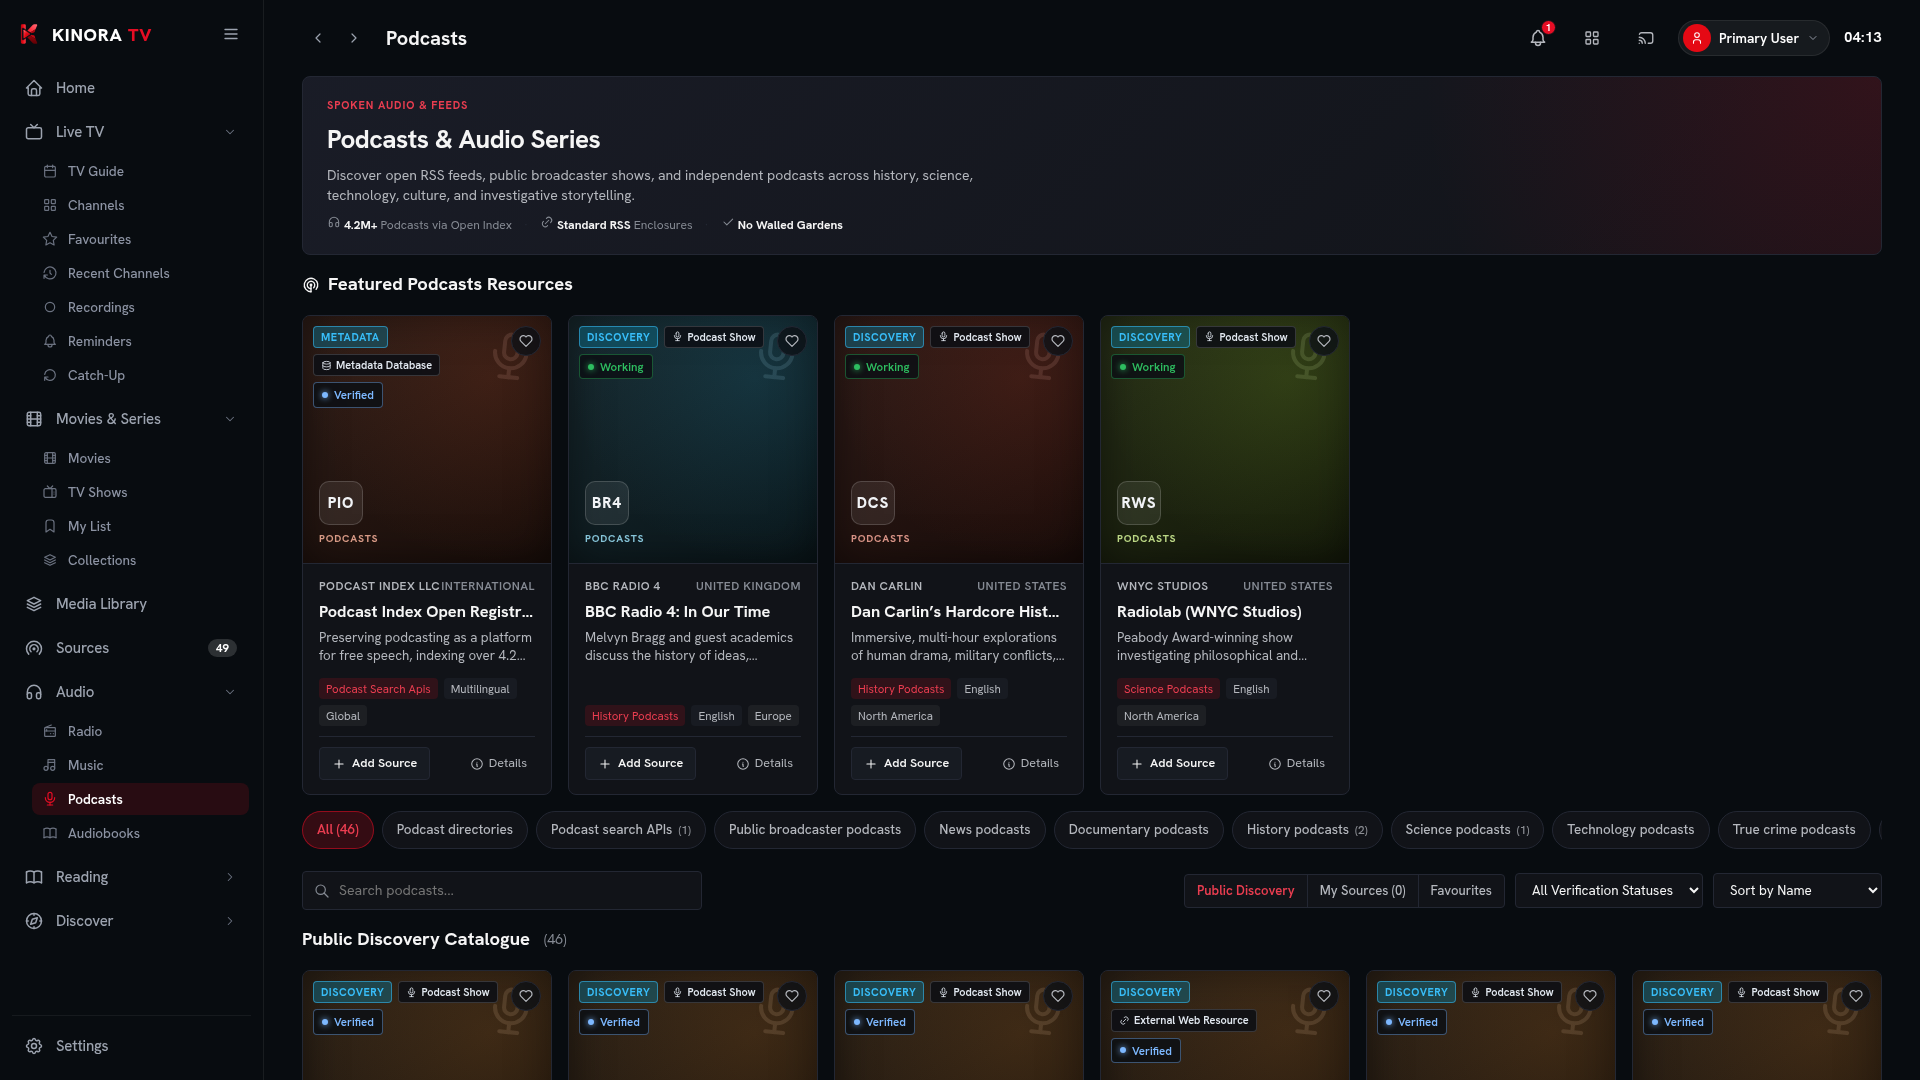 KINORA TV
Podcasts
1
Primary User
04:13
Home
Live TV
TV Guide
Channels
Favourites
Recent Channels
Recordings
Reminders
Catch-Up
Movies & Series
Movies
TV Shows
My List
Collections
Media Library
Sources
49
Audio
Radio
Music
Podcasts
Audiobooks
Reading
Discover
Settings
SPOKEN AUDIO & FEEDS
Podcasts & Audio Series
Discover open RSS feeds, public broadcaster shows, and independent podcasts across history, science,
technology, culture, and investigative storytelling.
4.2M+ Podcasts via Open Index
Standard RSS Enclosures
No Walled Gardens
Featured Podcasts Resources
METADATA
Metadata Database
Verified
PIO
PODCASTS
PODCAST INDEX LLC INTERNATIONAL
Podcast Index Open Registr...
Preserving podcasting as a platform
for free speech, indexing over 4.2...
Podcast Search Apis Multilingual
Global
Add Source Details
DISCOVERY Podcast Show
Working
BR4
PODCASTS
BBC RADIO 4 UNITED KINGDOM
BBC Radio 4: In Our Time
Melvyn Bragg and guest academics
discuss the history of ideas,...
History Podcasts English Europe
Add Source Details
DISCOVERY Podcast Show
Working
DCS
PODCASTS
DAN CARLIN UNITED STATES
Dan Carlin’s Hardcore Hist...
Immersive, multi-hour explorations
of human drama, military conflicts,...
History Podcasts English
North America
Add Source Details
DISCOVERY Podcast Show
Working
RWS
PODCASTS
WNYC STUDIOS UNITED STATES
Radiolab (WNYC Studios)
Peabody Award-winning show
investigating philosophical and...
Science Podcasts English
North America
Add Source Details
All (46) Podcast directories Podcast search APIs (1) Public broadcaster podcasts News podcasts Documentary podcasts History podcasts (2) Science podcasts (1) Technology podcasts True crime podcasts
Search podcasts...
Public Discovery My Sources (0) Favourites All Verification Statuses Sort by Name
Public Discovery Catalogue (46)
DISCOVERY Podcast Show
Verified
DISCOVERY Podcast Show
Verified
DISCOVERY Podcast Show
Verified
DISCOVERY
External Web Resource
Verified
DISCOVERY Podcast Show
Verified
DISCOVERY Podcast Show
Verified